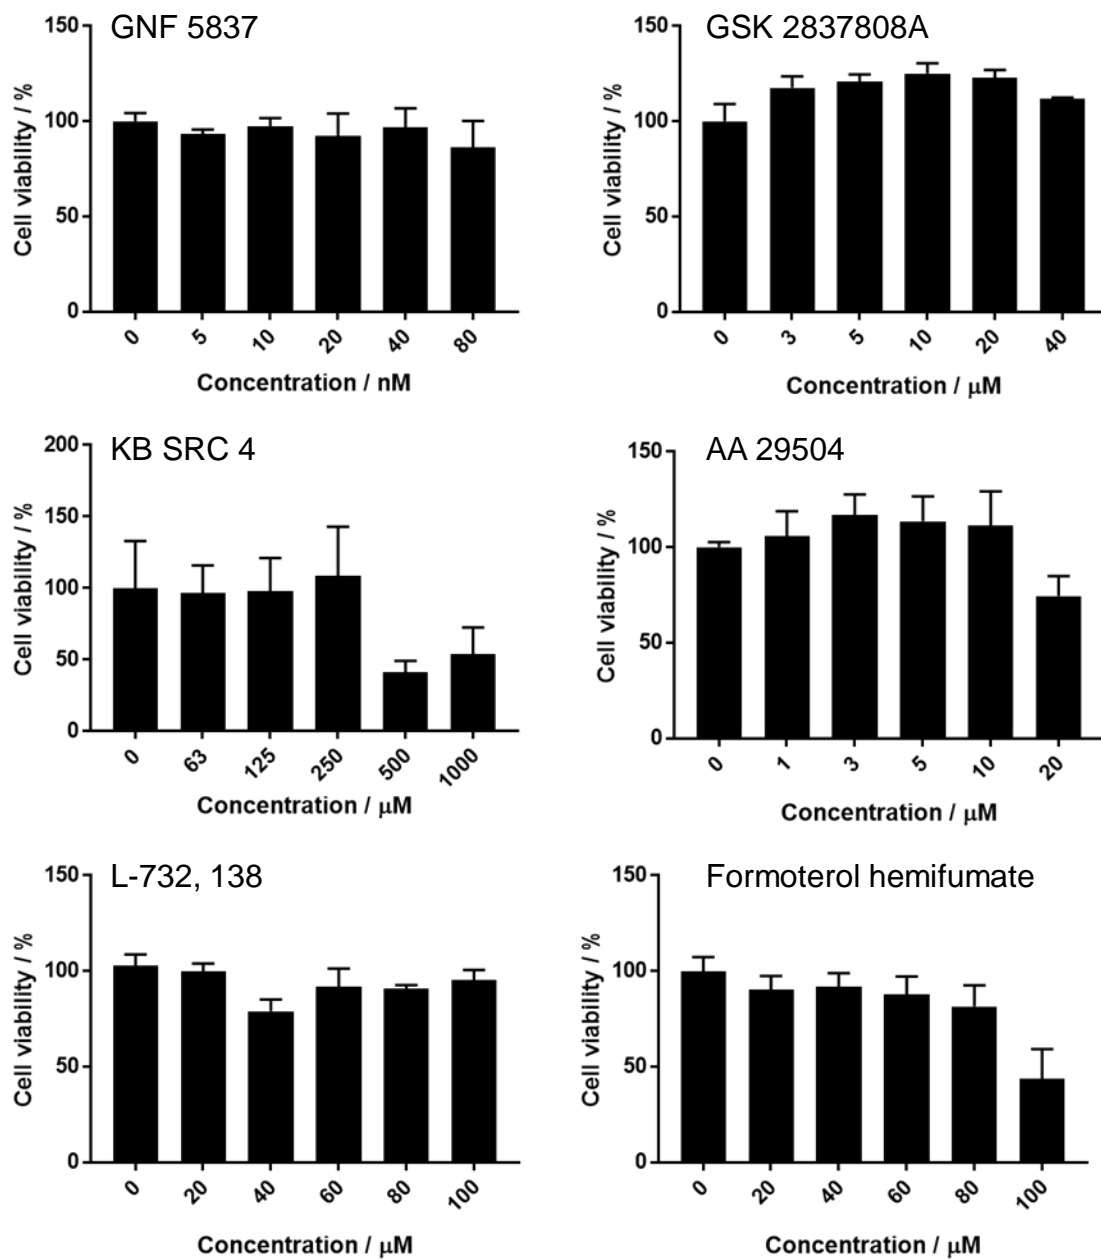 GNF 5837
Cell viability / %
150
100
50
0
0 5 10 20 40 80
Concentration / nM
GSK 2837808A
Cell viability / %
150
100
50
0
0 3 5 10 20 40
Concentration / μM
KB SRC 4
Cell viability / %
200
150
100
50
0
0 63 125 250 500 1000
Concentration / μM
AA 29504
Cell viability / %
150
100
50
0
0 1 3 5 10 20
Concentration / μM
L-732, 138
Cell viability / %
150
100
50
0
0 20 40 60 80 100
Concentration / μM
Formoterol hemifumate
Cell viability / %
150
100
50
0
0 20 40 60 80 100
Concentration / μM